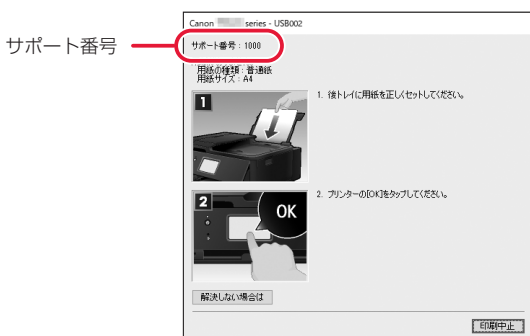 Canon series - USB002
サポート番号
サポート番号 : 1000
用紙の種類 : 普通紙
用紙サイズ : A4
1
1. 後トレイに用紙を正しくセットしてください。
2
OK
2. プリンターの[OK]をタップしてください。
解決しない場合は
印刷中止